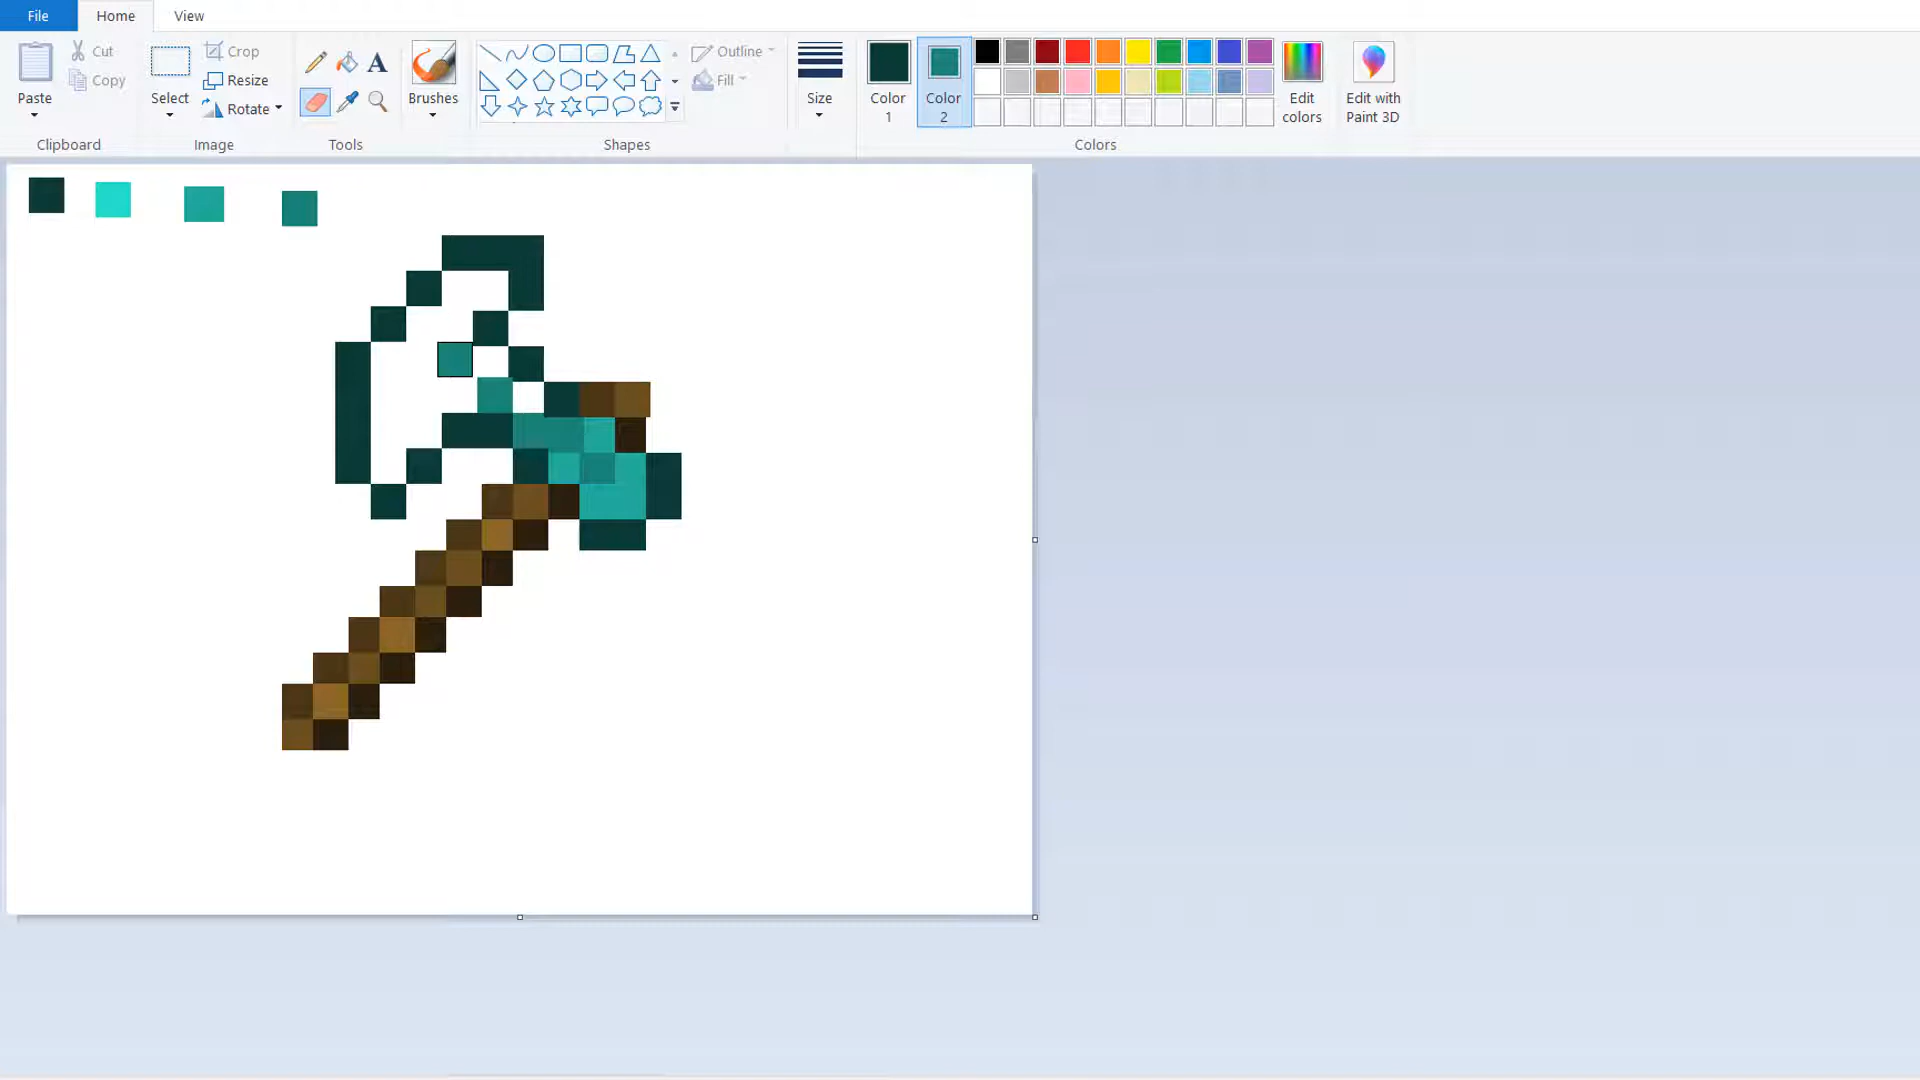 File Home View
Paste
Cut
Copy
Clipboard
Select
Crop
Resize
Rotate
Image
A
Tools
Brushes
Outline
Fill
Shapes
Size
Color
1
Color
2
Edit
colors
Colors
Edit with
Paint 3D